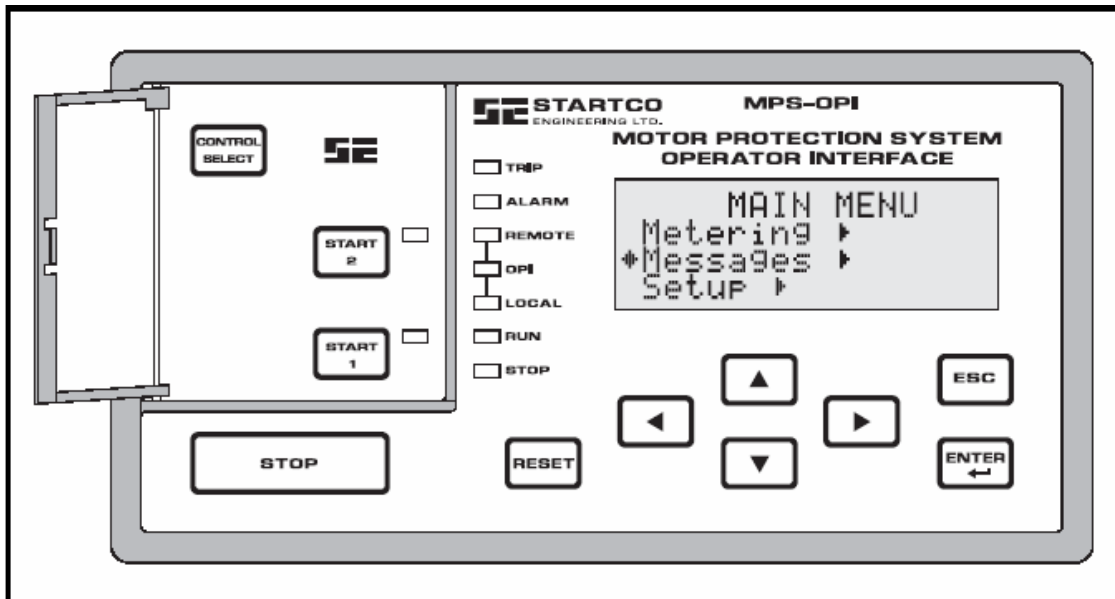 CONTROL
SELECT
SE
START
2
START
1
STOP
SE STARTCO
ENGINEERING LTD.
MPS-OPI
MOTOR PROTECTION SYSTEM
OPERATOR INTERFACE
TRIP
ALARM
REMOTE
OPI
LOCAL
RUN
STOP
MAIN MENU
Metering
Messages
Setup
RESET
ESC
ENTER